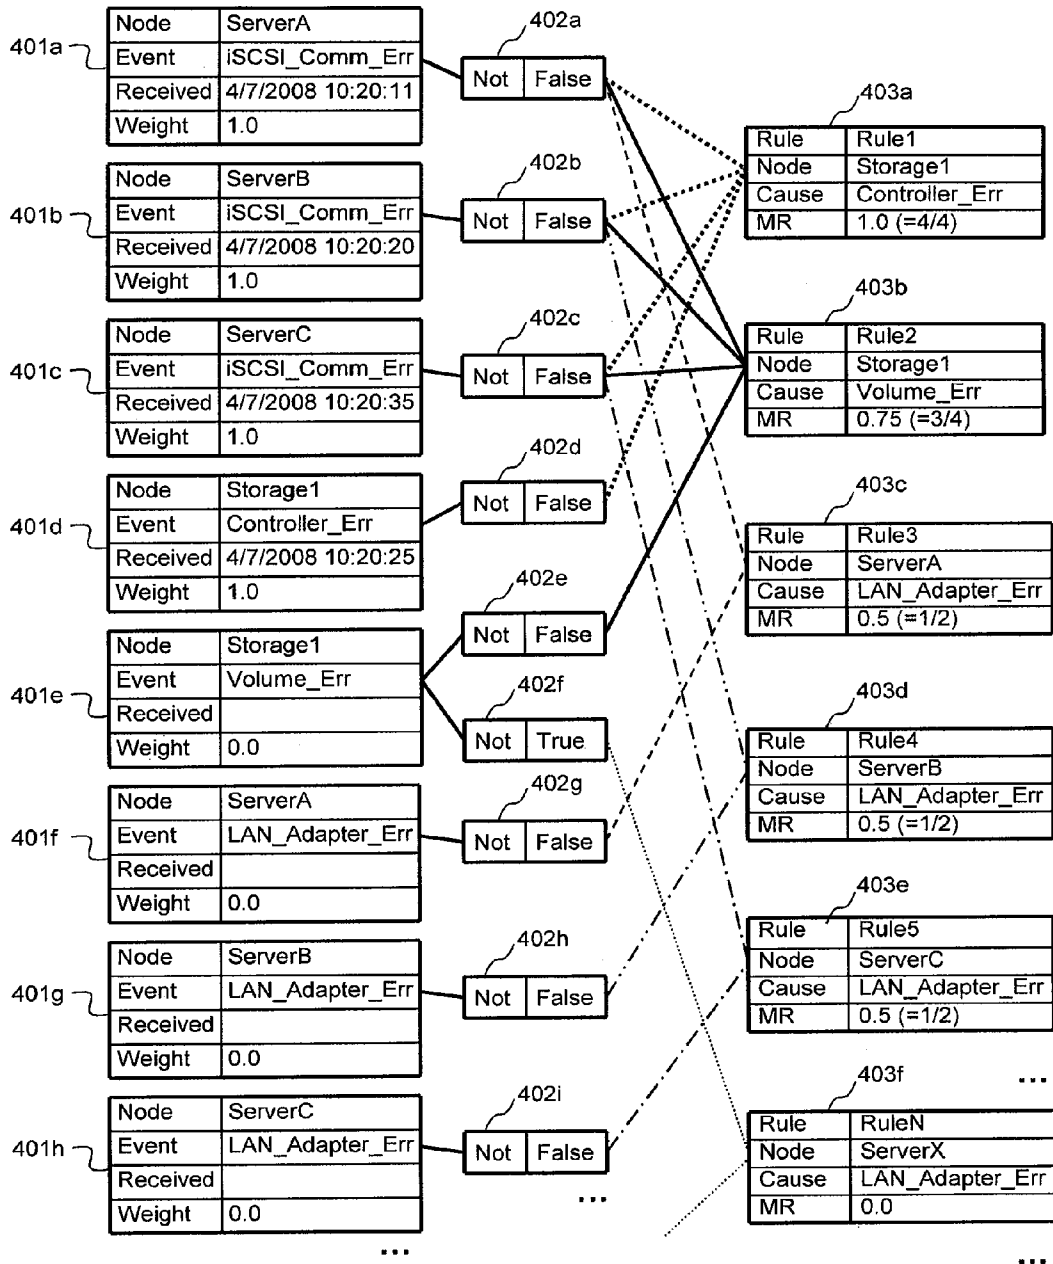 401a
Node ServerA
Event iSCSI_Comm_Err
Received 4/7/2008 10:20:11
Weight 1.0
401b
Node ServerB
Event iSCSI_Comm_Err
Received 4/7/2008 10:20:20
Weight 1.0
401c
Node ServerC
Event iSCSI_Comm_Err
Received 4/7/2008 10:20:35
Weight 1.0
401d
Node Storage1
Event Controller_Err
Received 4/7/2008 10:20:25
Weight 1.0
401e
Node Storage1
Event Volume_Err
Received
Weight 0.0
401f
Node ServerA
Event LAN_Adapter_Err
Received
Weight 0.0
401g
Node ServerB
Event LAN_Adapter_Err
Received
Weight 0.0
401h
Node ServerC
Event LAN_Adapter_Err
Received
Weight 0.0
...
402a
Not False
402b
Not False
402c
Not False
402d
Not False
402e
Not False
402f
Not True
402g
Not False
402h
Not False
402i
Not False
...
403a
Rule Rule1
Node Storage1
Cause Controller_Err
MR 1.0 (=4/4)
403b
Rule Rule2
Node Storage1
Cause Volume_Err
MR 0.75 (=3/4)
403c
Rule Rule3
Node ServerA
Cause LAN_Adapter_Err
MR 0.5 (=1/2)
403d
Rule Rule4
Node ServerB
Cause LAN_Adapter_Err
MR 0.5 (=1/2)
403e
Rule Rule5
Node ServerC
Cause LAN_Adapter_Err
MR 0.5 (=1/2)
...
403f
Rule RuleN
Node ServerX
Cause LAN_Adapter_Err
MR 0.0
...